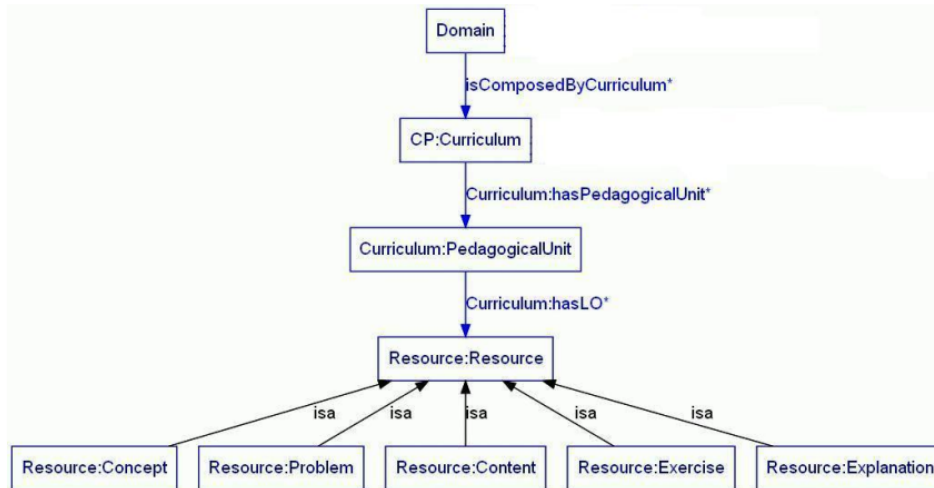 Domain
isComposedByCurriculum*
CP:Curriculum
Curriculum:hasPedagogicalUnit*
Curriculum:PedagogicalUnit
Curriculum:hasLO*
Resource:Resource
isa isa isa isa isa
Resource:Concept Resource:Problem Resource:Content Resource:Exercise Resource:Explanation